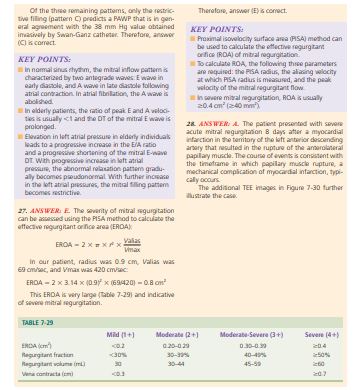 Of the three remaining patterns, only the restric-
tive filling (pattern C) predicts a PAWP that is in gen-
eral agreement with the 38 mm Hg value obtained
invasively by Swan-Ganz catheter. Therefore, answer
(C) is correct.
KEY POINTS:
In normal sinus rhythm, the mitral inflow pattern is
characterized by two antegrade waves: E wave in
early diastole, and A wave in late diastole following
atrial contraction. In atrial fibrillation, the A wave is
abolished.
In elderly patients, the ratio of peak E and A veloci-
ties is usually <1 and the DT of the mitral E wave is
prolonged.
Elevation in left atrial pressure in elderly individuals
leads to a progressive increase in the E/A ratio
and a progressive shortening of the mitral E-wave
DT. With progressive increase in left atrial
pressure, the abnormal relaxation pattern gradu-
ally becomes pseudonormal. With further increase
in the left atrial pressures, the mitral filling pattern
becomes restrictive.
27. ANSWER: E. The severity of mitral regurgitation
can be assessed using the PISA method to calculate the
effective regurgitant orifice area (EROA):
EROA = 2 × π × r² × Valias/Vmax
In our patient, radius was 0.9 cm, Valias was
69 cm/sec, and Vmax was 420 cm/sec:
EROA = 2 × 3.14 × (0.9)² × (69/420) = 0.8 cm²
This EROA is very large (Table 7-29) and indicative
of severe mitral regurgitation.
Therefore, answer (E) is correct.
KEY POINTS:
Proximal isovelocity surface area (PISA) method can
be used to calculate the effective regurgitant
orifice (ROA) of mitral regurgitation.
To calculate ROA, the following three parameters
are required: the PISA radius, the aliasing velocity
at which PISA radius is measured, and the peak
velocity of the mitral regurgitant flow.
In severe mitral regurgitation, ROA is usually
≥0.4 cm² (≥40 mm²).
28. ANSWER: A. The patient presented with severe
acute mitral regurgitation 8 days after a myocardial
infarction in the territory of the left anterior descending
artery that resulted in the rupture of the anterolateral
papillary muscle. The course of events is consistent with
the timeframe in which papillary muscle rupture, a
mechanical complication of myocardial infarction, typi-
cally occurs.
The additional TEE images in Figure 7-30 further
illustrate the case.
TABLE 7-29
Mild (1+) Moderate (2+) Moderate-Severe (3+) Severe (4+)
EROA (cm²) <0.2 0.20–0.29 0.30–0.39 ≥0.4
Regurgitant fraction <30% 30–39% 40–49% ≥50%
Regurgitant volume (mL) 30 30–44 45–59 ≥60
Vena contracta (cm) <0.3 ≥0.7